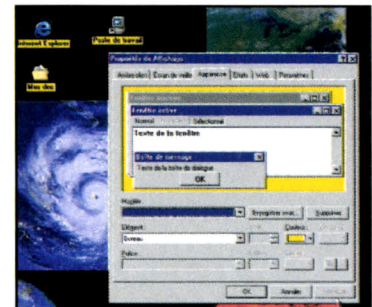 Internet Explorer
Poste de travail
Mes doc
Propriétés de Affichage
Arrière-plan Écran de veille Apparence Effets Web Paramètres
Fenêtre inactive
Fenêtre active
Normal Sélectionné
Texte de la fenêtre
Boîte de message
Texte de la boîte de dialogue
OK
Modèle
Enregistrer sous... Supprimer
Élément: Couleur:
Bureau
Police:
OK Annuler